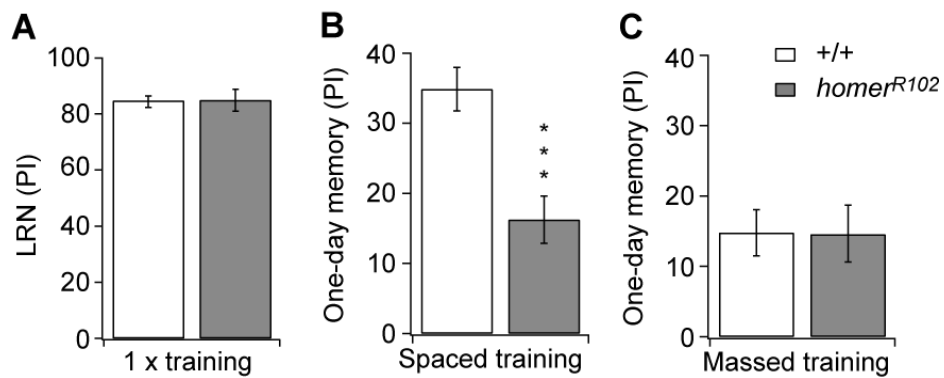 A
LRN (PI)
100
80
60
40
20
0
1 x training
B
One-day memory (PI)
40
30
20
10
0
*
*
*
Spaced training
C
One-day memory (PI)
40
30
20
10
0
Massed training
+/+
homerR102